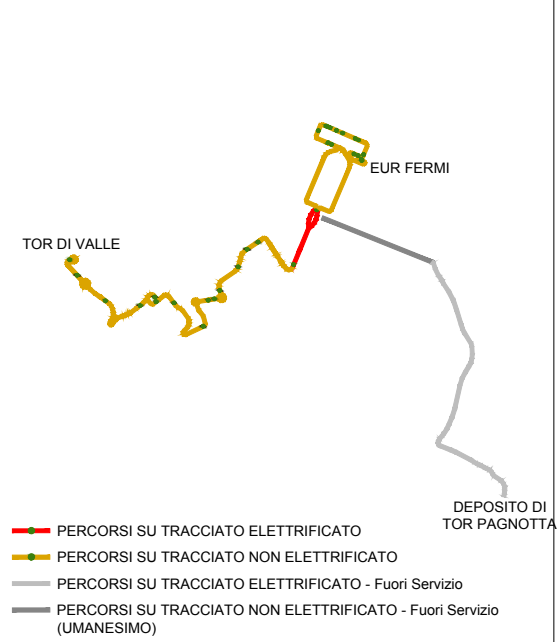 EUR FERMI
TOR DI VALLE
DEPOSITO DI
TOR PAGNOTTA
PERCORSI SU TRACCIATO ELETTRIFICATO
PERCORSI SU TRACCIATO NON ELETTRIFICATO
PERCORSI SU TRACCIATO ELETTRIFICATO - Fuori Servizio
PERCORSI SU TRACCIATO NON ELETTRIFICATO - Fuori Servizio
(UMANESIMO)